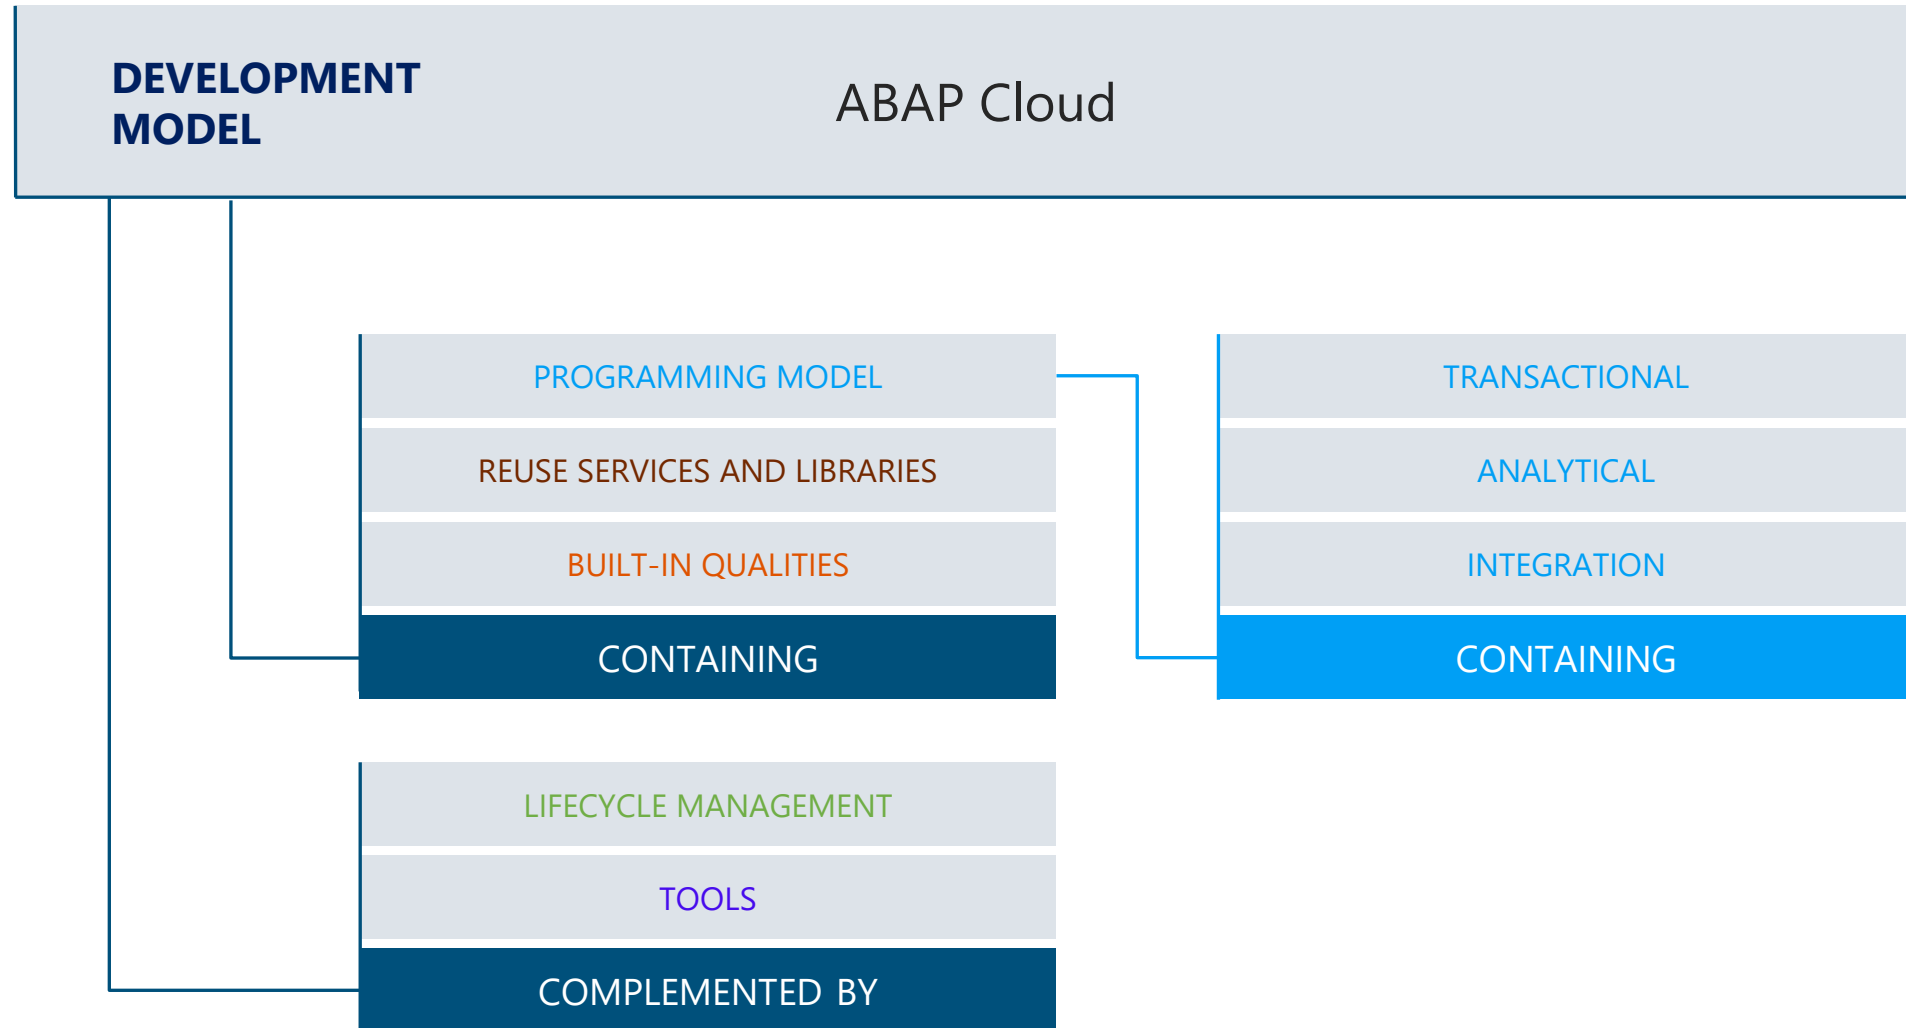 DEVELOPMENT
MODEL
ABAP Cloud
PROGRAMMING MODEL
REUSE SERVICES AND LIBRARIES
BUILT-IN QUALITIES
CONTAINING
TRANSACTIONAL
ANALYTICAL
INTEGRATION
CONTAINING
LIFECYCLE MANAGEMENT
TOOLS
COMPLEMENTED BY